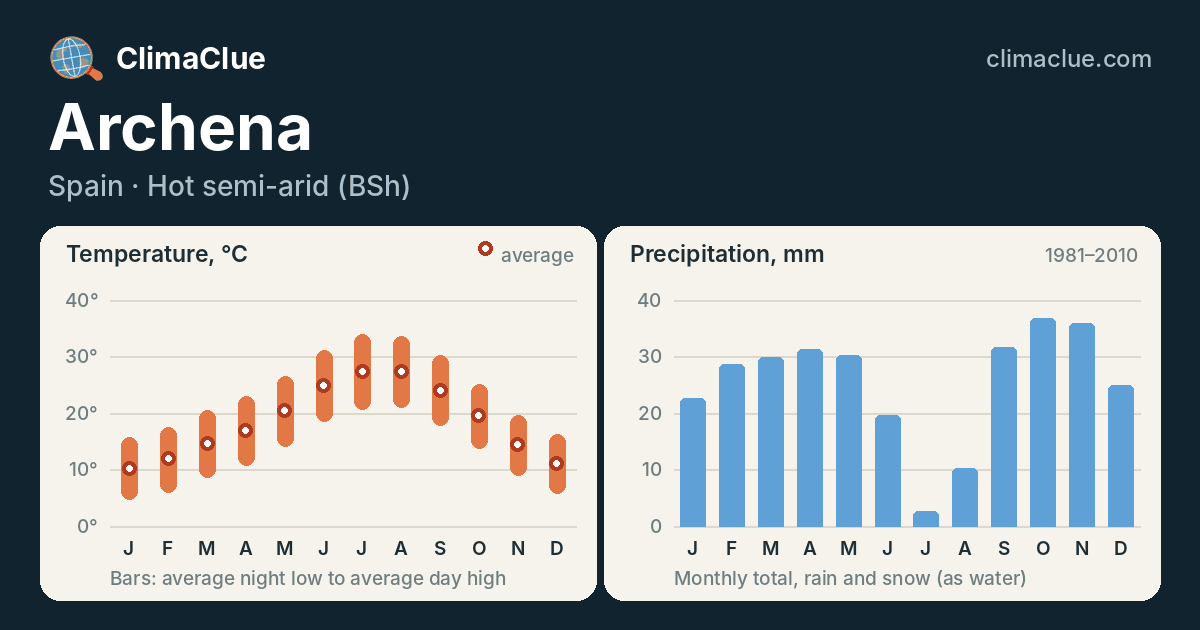 ClimaClue
climaclue.com
Archena
Spain · Hot semi-arid (BSh)
Temperature, °C
average
40°
30°
20°
10°
0°
J F M A M J J A S O N D
Bars: average night low to average day high
Precipitation, mm
1981–2010
40
30
20
10
0
J F M A M J J A S O N D
Monthly total, rain and snow (as water)